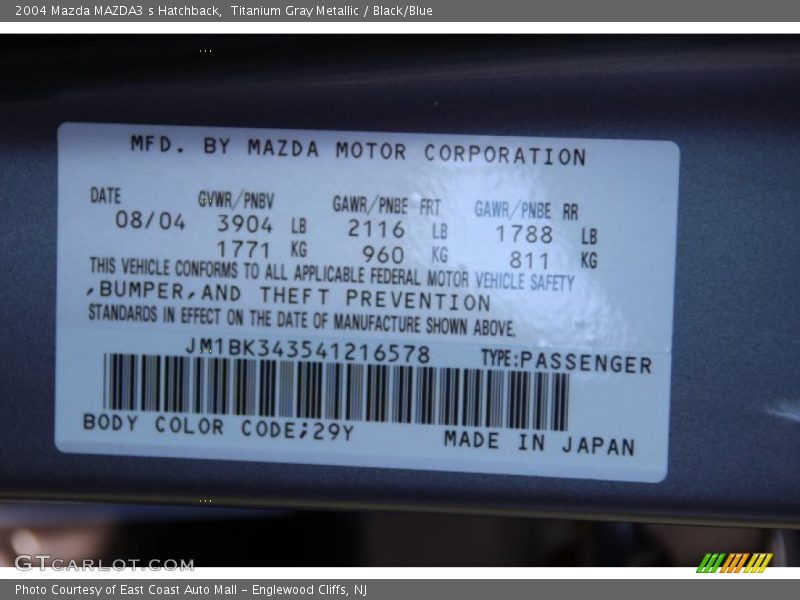 2004 Mazda MAZDA3 s Hatchback, Titanium Gray Metallic / Black/Blue
MFD. BY MAZDA MOTOR CORPORATION
DATE GVWR/PNBV GAWR/PNBE FRT GAWR/PNBE RR
08/04 3904 LB 2116 LB 1788 LB
1771 KG 960 KG 811 KG
THIS VEHICLE CONFORMS TO ALL APPLICABLE FEDERAL MOTOR VEHICLE SAFETY
,BUMPER,AND THEFT PREVENTION
STANDARDS IN EFFECT ON THE DATE OF MANUFACTURE SHOWN ABOVE.
JM1BK343541216578 TYPE:PASSENGER
BODY COLOR CODE;29Y MADE IN JAPAN
GTCARLOT.COM
Photo Courtesy of East Coast Auto Mall - Englewood Cliffs, NJ